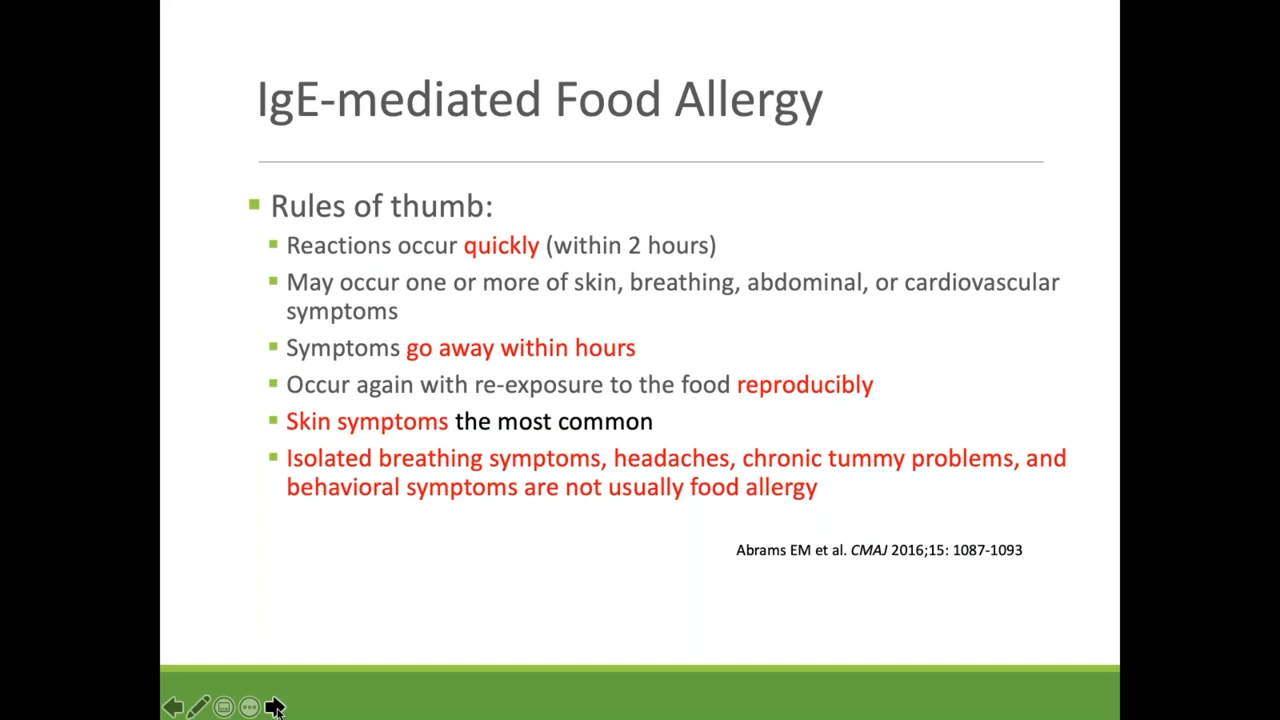 IgE-mediated Food Allergy
Rules of thumb:
Reactions occur quickly (within 2 hours)
May occur one or more of skin, breathing, abdominal, or cardiovascular
symptoms
Symptoms go away within hours
Occur again with re-exposure to the food reproducibly
Skin symptoms the most common
Isolated breathing symptoms, headaches, chronic tummy problems, and
behavioral symptoms are not usually food allergy
Abrams EM et al. CMAJ 2016;15: 1087-1093